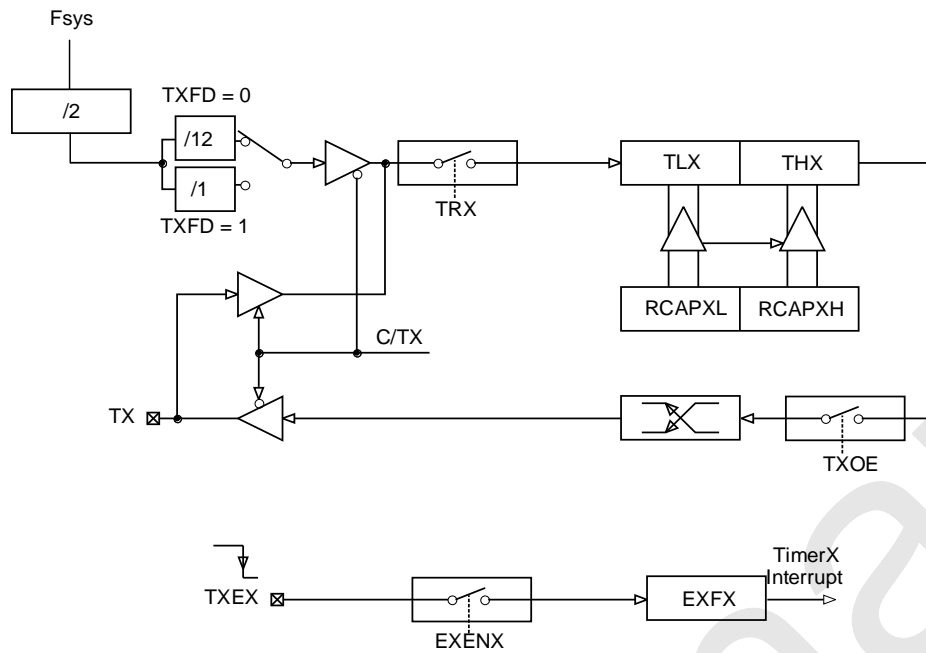 Fsys
/2
TXFD = 0
/12
/1
TXFD = 1
TRX
TLX
THX
RCAPXL
RCAPXH
C/TX
TX
TXOE
TXEX
EXENX
EXFX
TimerX
Interrupt